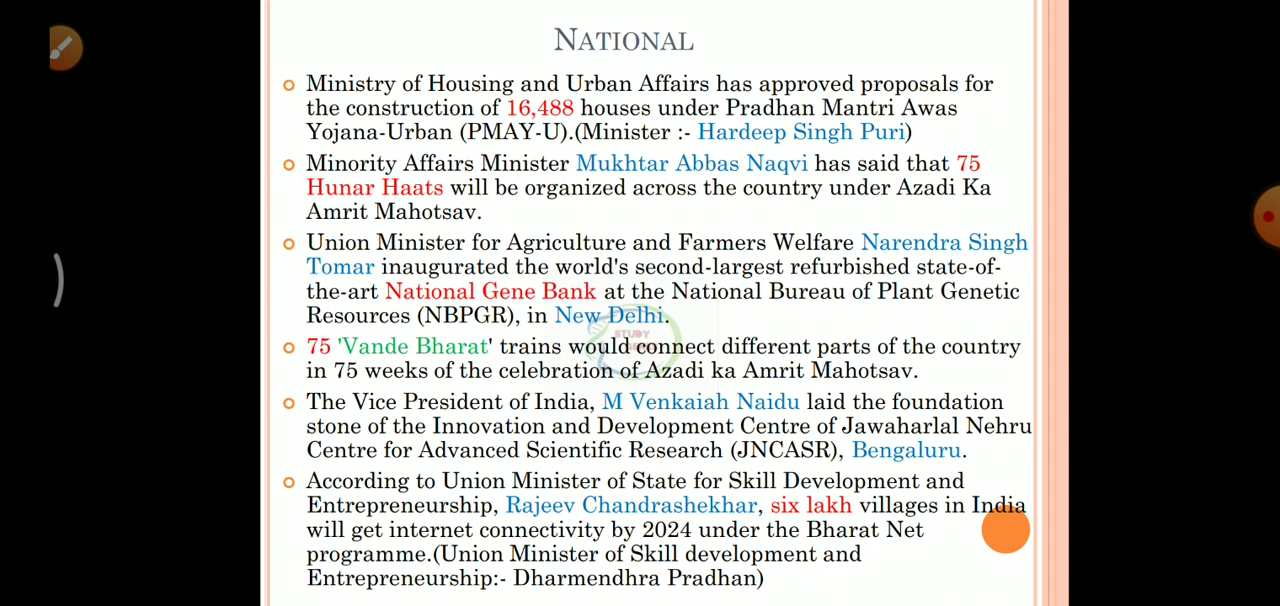 NATIONAL
Ministry of Housing and Urban Affairs has approved proposals for
the construction of 16,488 houses under Pradhan Mantri Awas
Yojana-Urban (PMAY-U).(Minister :- Hardeep Singh Puri)
Minority Affairs Minister Mukhtar Abbas Naqvi has said that 75
Hunar Haats will be organized across the country under Azadi Ka
Amrit Mahotsav.
Union Minister for Agriculture and Farmers Welfare Narendra Singh
Tomar inaugurated the world's second-largest refurbished state-of-
the-art National Gene Bank at the National Bureau of Plant Genetic
Resources (NBPGR), in New Delhi.
STUDY
75 'Vande Bharat' trains would connect different parts of the country
in 75 weeks of the celebration of Azadi ka Amrit Mahotsav.
The Vice President of India, M Venkaiah Naidu laid the foundation
stone of the Innovation and Development Centre of Jawaharlal Nehru
Centre for Advanced Scientific Research (JNCASR), Bengaluru.
According to Union Minister of State for Skill Development and
Entrepreneurship, Rajeev Chandrashekhar, six lakh villages in India
will get internet connectivity by 2024 under the Bharat Net
programme.(Union Minister of Skill development and
Entrepreneurship:- Dharmendhra Pradhan)